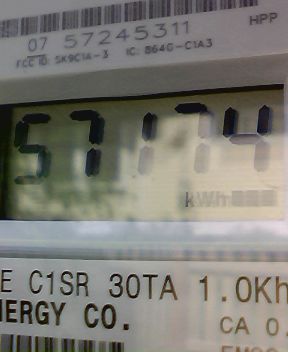 HPP
07 57245311
FCC ID: SK9C1A-3 IC: 864G-C1A3
57174
kWh
E C1SR 30TA 1.0Kh
NERGY CO.
CA 0.